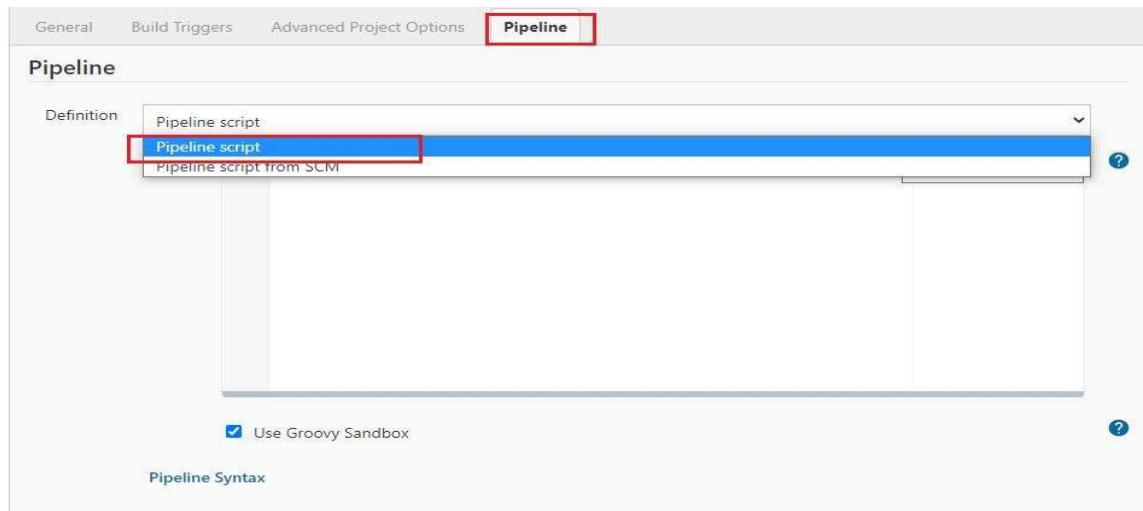 General Build Triggers Advanced Project Options Pipeline
Pipeline
Definition Pipeline script
Pipeline script
Pipeline script from SCM
Use Groovy Sandbox
Pipeline Syntax